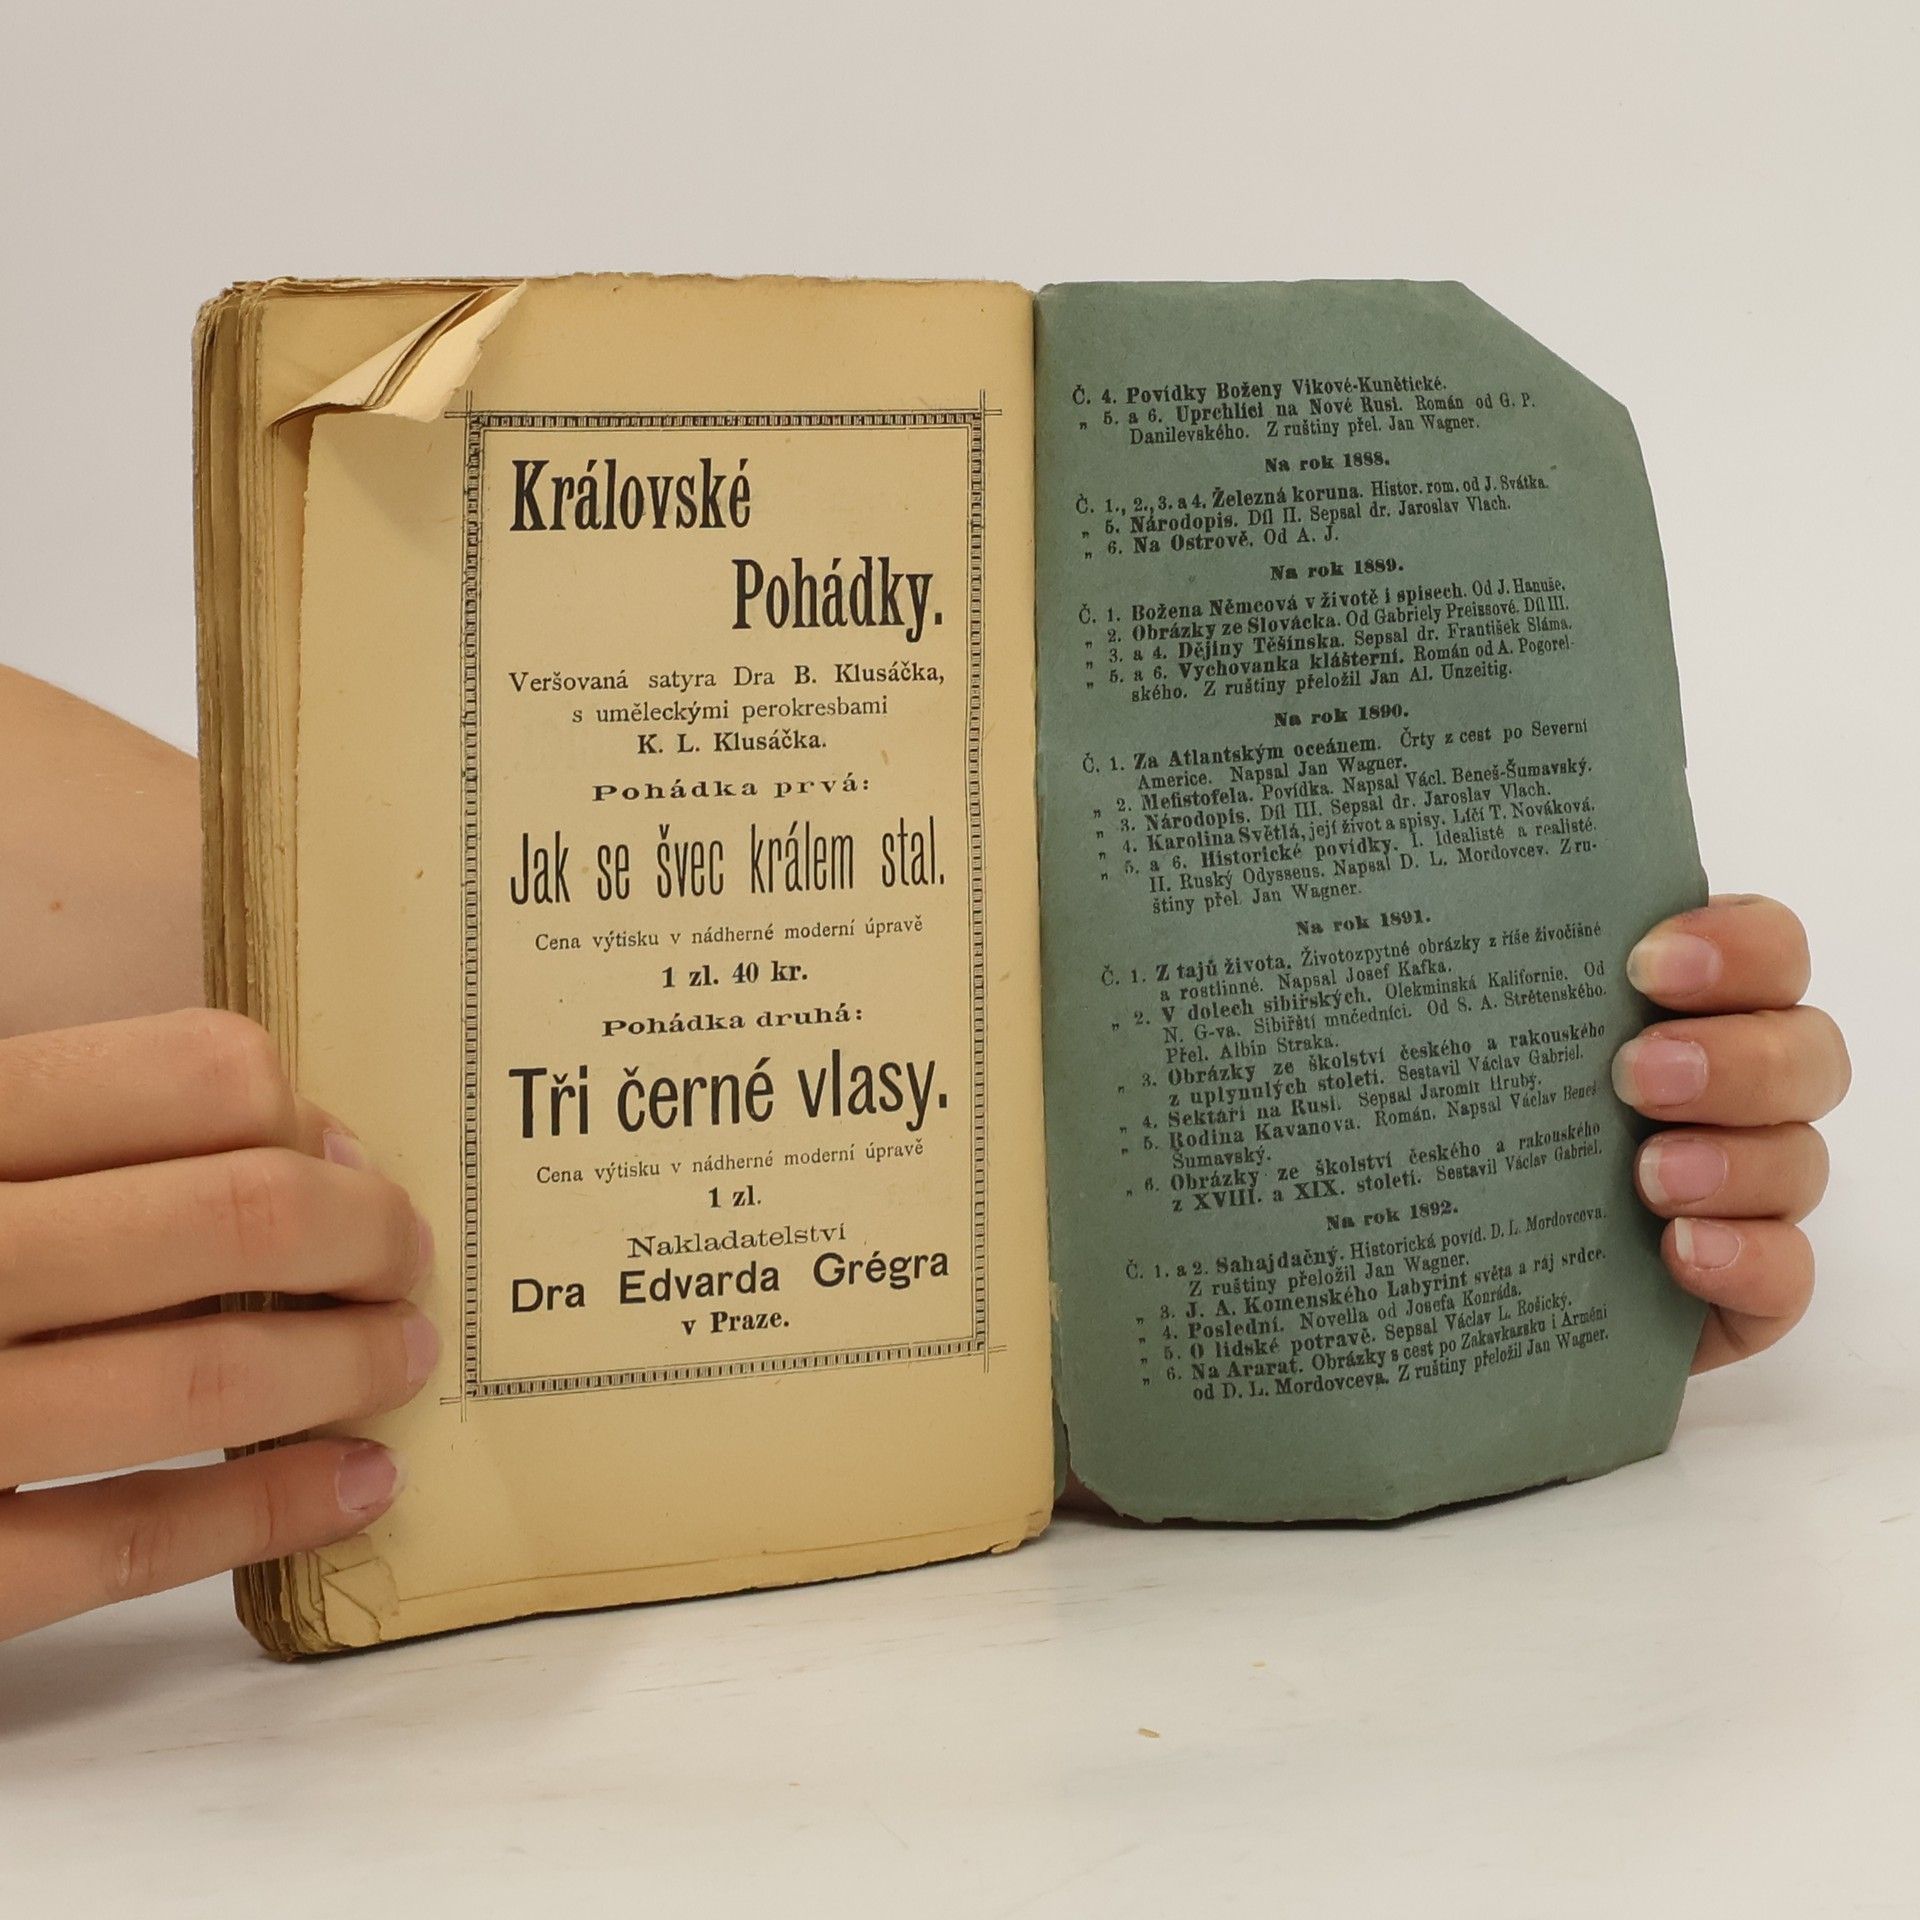 Královské
Pohádky.
Veršovaná satyra Dra B. Klusáčka,
s uměleckými perokresbami
K. L. Klusáčka.
Pohádka prvá:
Jak se švec králem stal.
Cena výtisku v nádherné moderní úpravě
1 zl. 40 kr.
Pohádka druhá:
Tři černé vlasy.
Cena výtisku v nádherné moderní úpravě
1 zl.
Nakladatelství
Dra Edvarda Grégra
v Praze.
Č. 4. Povídky Boženy Vikové-Kunětické.
„ 5. a 6. Uprchlíci na Nové Rusi. Román od G. P.
Danilevského. Z ruštiny přel. Jan Wagner.
Na rok 1888.
Č. 1., 2., 3. a 4. Železná koruna. Histor. rom. od J. Svátka.
„ 5. Národopis. Díl II. Sepsal dr. Jaroslav Vlach.
„ 6. Na Ostrově. Od A. J.
Na rok 1889.
Č. 1. Božena Němcová v životě i spisech. Od J. Hanuše.
„ 2. Obrázky ze Slovácka. Od Gabriely Preissové. Díl III.
„ 3. a 4. Dějiny Těšínska. Sepsal dr. František Sláma.
„ 5. a 6. Vychovanka klášterní. Román od A. Pogorel-
ského. Z ruštiny přeložil Jan Al. Unzeitig.
Na rok 1890.
Č. 1. Za Atlantským oceánem. Črty z cest po Severní
Americe. Napsal Jan Wagner.
„ 2. Mefistofela. Povídka. Napsal Václ. Beneš-Šumavský.
„ 3. Národopis. Díl III. Sepsal dr. Jaroslav Vlach.
„ 4. Karolina Světlá, její život a spisy. Líčí T. Nováková.
„ 5. a 6. Historické povídky. I. Idealisté a realisté.
II. Ruský Odysseus. Napsal D. L. Mordovcev. Z ru-
štiny přel. Jan Wagner.
Na rok 1891.
Č. 1. Z tajů života. Životozpytné obrázky z říše živočišné
a rostlinné. Napsal Josef Kafka.
„ 2. V dolech sibiřských. Olekminská Kalifornie. Od
N. G-va. Sibiřští mučedníci. Od S. A. Strětenského.
Přel. Albín Straka.
„ 3. Obrázky ze školství českého a rakouského
z uplynulých století. Sestavil Václav Gabriel.
„ 4. Sektáři na Rusi. Sepsal Jaromír Hrubý.
„ 5. Rodina Kavanova. Román. Napsal Václav Beneš
Šumavský.
„ 6. Obrázky ze školství českého a rakouského
z XVIII. a XIX. století. Sestavil Václav Gabriel.
Na rok 1892.
Č. 1. a 2. Sahajdačný. Historická povíd. D. L. Mordovceva.
Z ruštiny přeložil Jan Wagner.
„ 3. J. A. Komenského Labyrint světa a ráj srdce.
„ 4. Poslední. Novella od Josefa Konráda.
„ 5. O lidské potravě. Sepsal Václav L. Rošický.
„ 6. Na Ararat. Obrázky s cest po Zakavkazsku i Arménii
od D. L. Mordovceva. Z ruštiny přeložil Jan Wagner.